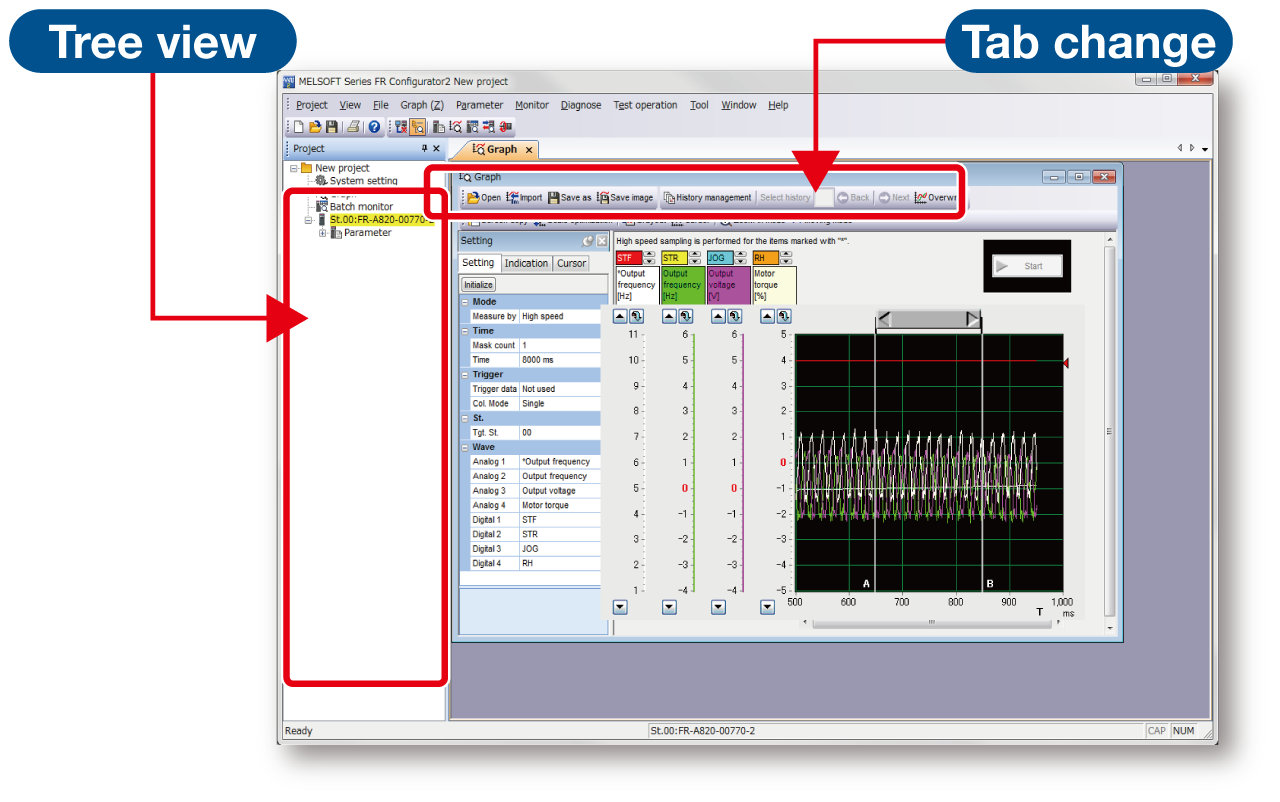 Tree view
Tab change
MELSOFT Series FR Configurator2 New project
Project View File Graph (Z) Parameter Monitor Diagnose Test operation Tool Window Help
Project
Graph
New project
System setting
Batch monitor
St.00:FR-A820-00770-2
Parameter
Graph
Open Import Save as Save image History management Select history Back Next Overwr
Setting
Setting Indication Cursor
Initialize
Mode
Measure by High speed
Time
Mask count 1
Time 8000 ms
Trigger
Trigger data Not used
Col. Mode Single
St.
Tgt. St. 00
Wave
Analog 1 *Output frequency
Analog 2 Output frequency
Analog 3 Output voltage
Analog 4 Motor torque
Digital 1 STF
Digital 2 STR
Digital 3 JOG
Digital 4 RH
High speed sampling is performed for the items marked with "*".
STF STR JOG RH
*Output Output Output Motor
frequency frequency voltage torque
[Hz] [Hz] [V] [%]
Start
11 6 6 5
10 5 5 4
9 4 4 3
8 3 3 2
7 2 2 1
6 1 1 0
5 0 0 -1
4 -1 -1 -2
3 -2 -2 -3
2 -3 -3 -4
1 -4 -4 -5
A B
500 600 700 800 900 1,000
T ms
Ready St.00:FR-A820-00770-2 CAP NUM